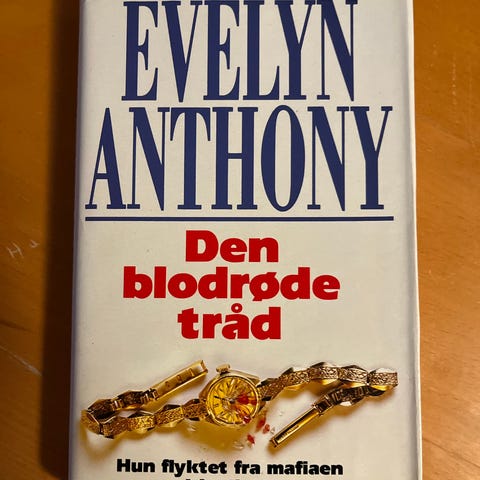 EVELYN
ANTHONY
Den
blodrøde
tråd
Hun flyktet fra mafiaen